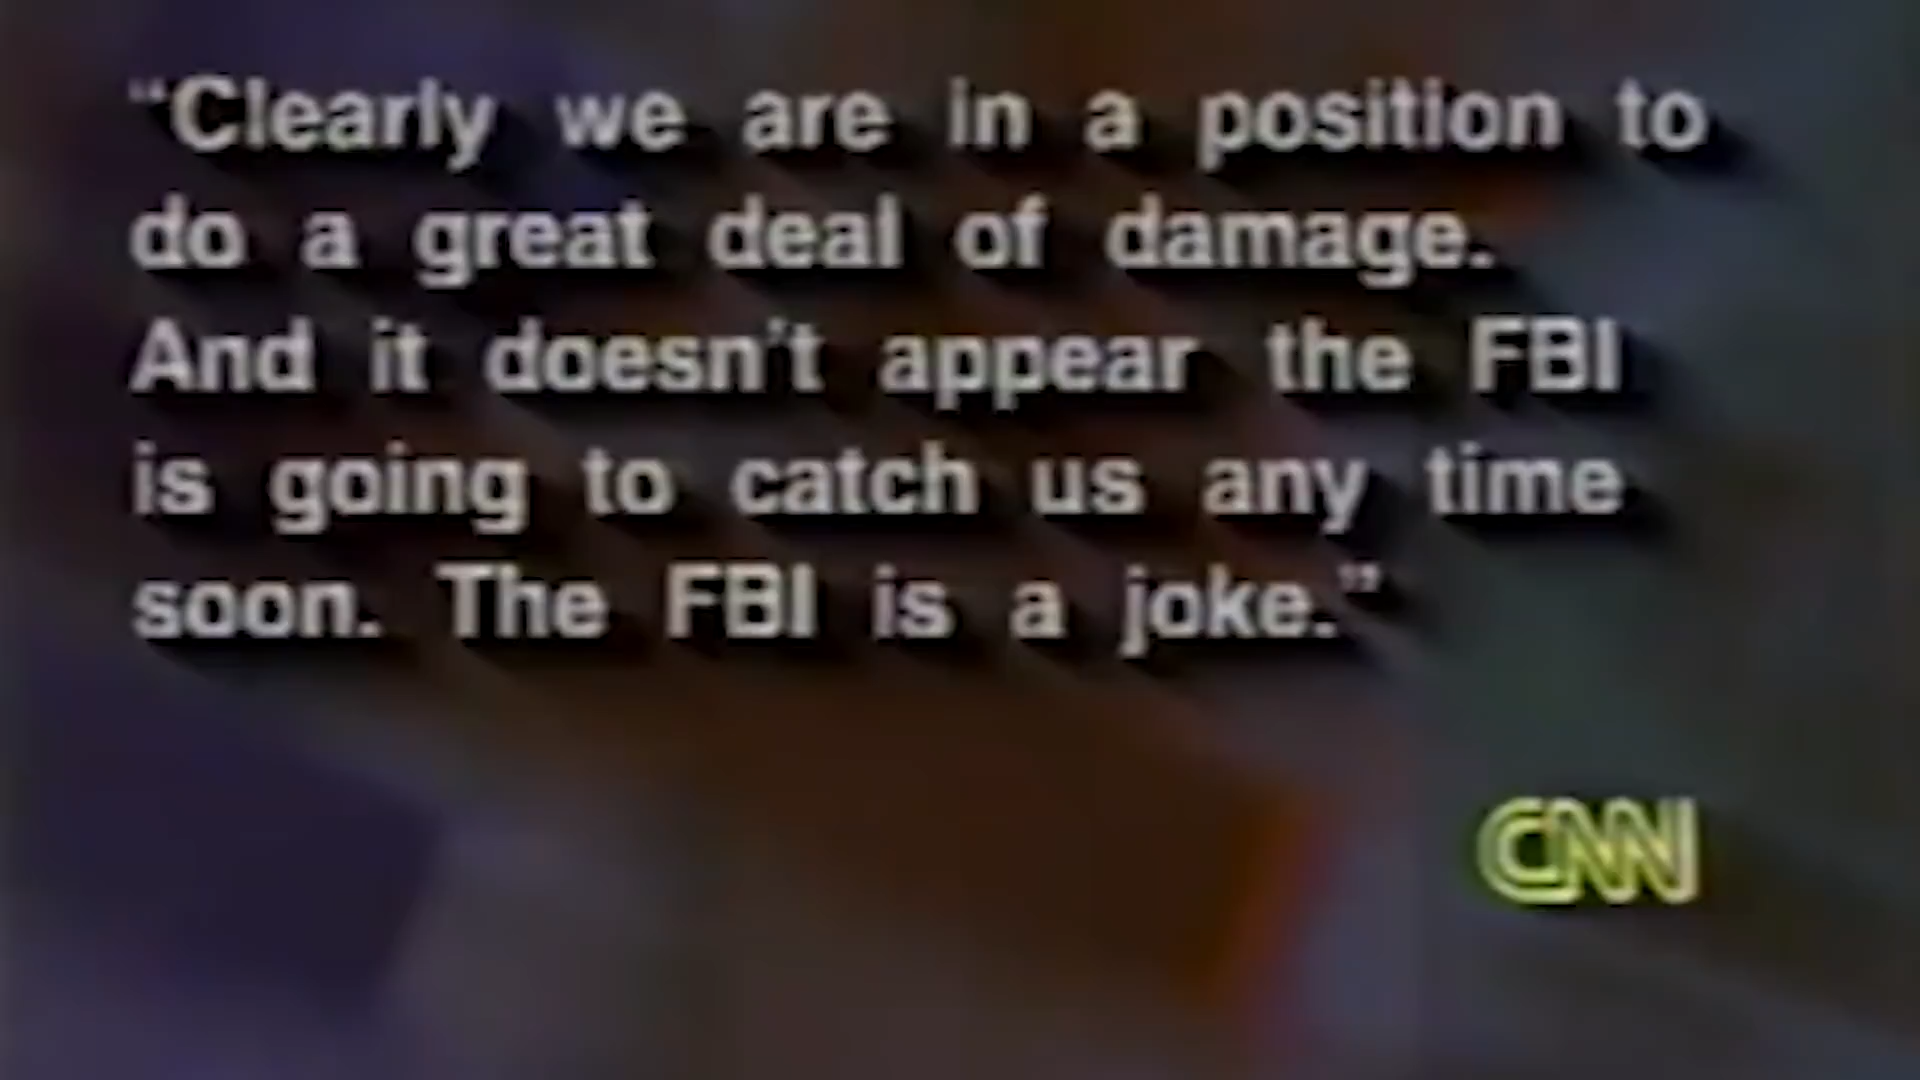 “Clearly we are in a position to
do a great deal of damage.
And it doesn't appear the FBI
is going to catch us any time
soon. The FBI is a joke.”
CNN